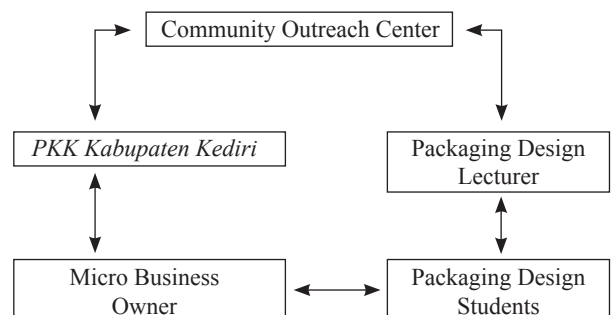 Community Outreach Center
PKK Kabupaten Kediri
Packaging Design
Lecturer
Micro Business
Owner
Packaging Design
Students